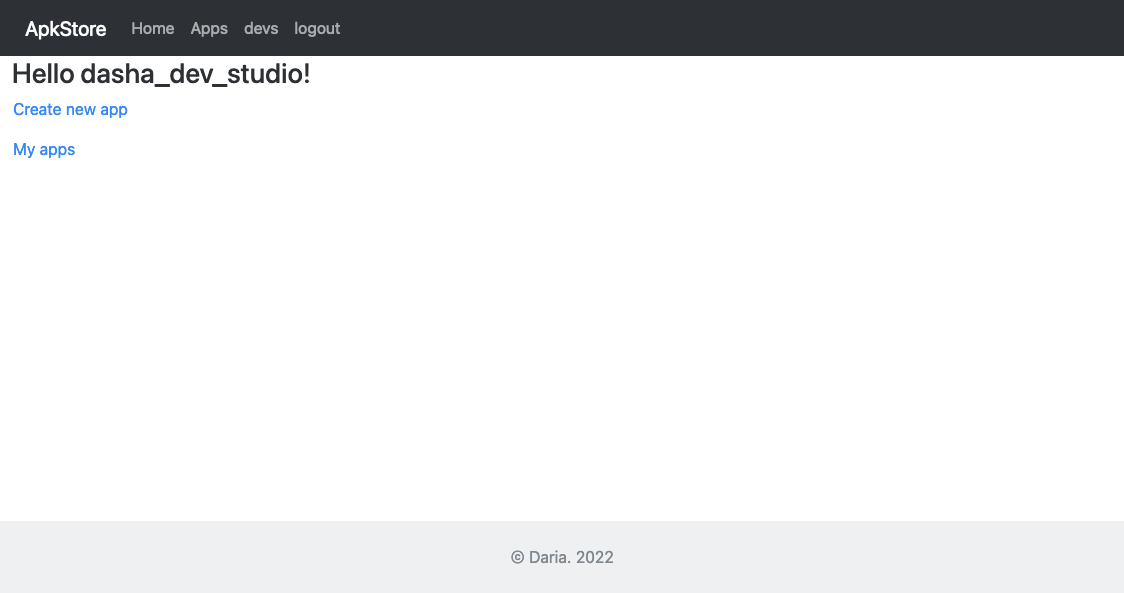 ApkStore Home Apps devs logout
Hello dasha_dev_studio!
Create new app
My apps
© Daria. 2022